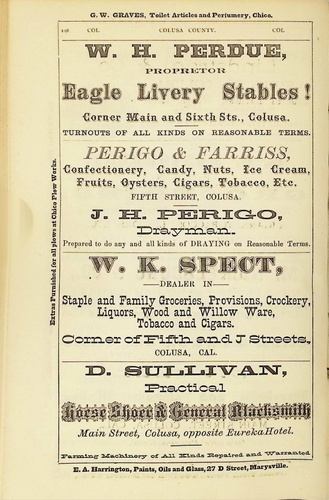 G. W. GRAVES, Toilet Articles and Perfumery, Chico.
COL. COLUSA COUNTY. COL.
W. H. PERDUE,
PROPRIETOR
Eagle Livery Stables!
Corner Main and Sixth Sts., Colusa.
TURNOUTS OF ALL KINDS ON REASONABLE TERMS.
PERIGO & FARRISS,
Confectionery, Candy, Nuts, Ice Cream,
Fruits, Oysters, Cigars, Tobacco, Etc.
FIFTH STREET, COLUSA.
J. H. PERIGO,
Drayman.
Prepared to do any and all kinds of DRAYING on Reasonable Terms.
W. K. SPECT,
DEALER IN
Staple and Family Groceries, Provisions, Crockery,
Liquors, Wood and Willow Ware,
Tobacco and Cigars.
Corner of Fifth and J Streets,
COLUSA, CAL.
D. SULLIVAN,
Practical
Horse Shoer & General Blacksmith
Main Street, Colusa, opposite Eureka Hotel.
Farming Machinery of All Kinds Repaired and Warranted
E. A. Harrington, Paints, Oils and Glass, 27 D Street, Marysville.
Extras Furnished for all plows at Chico Plow Works.